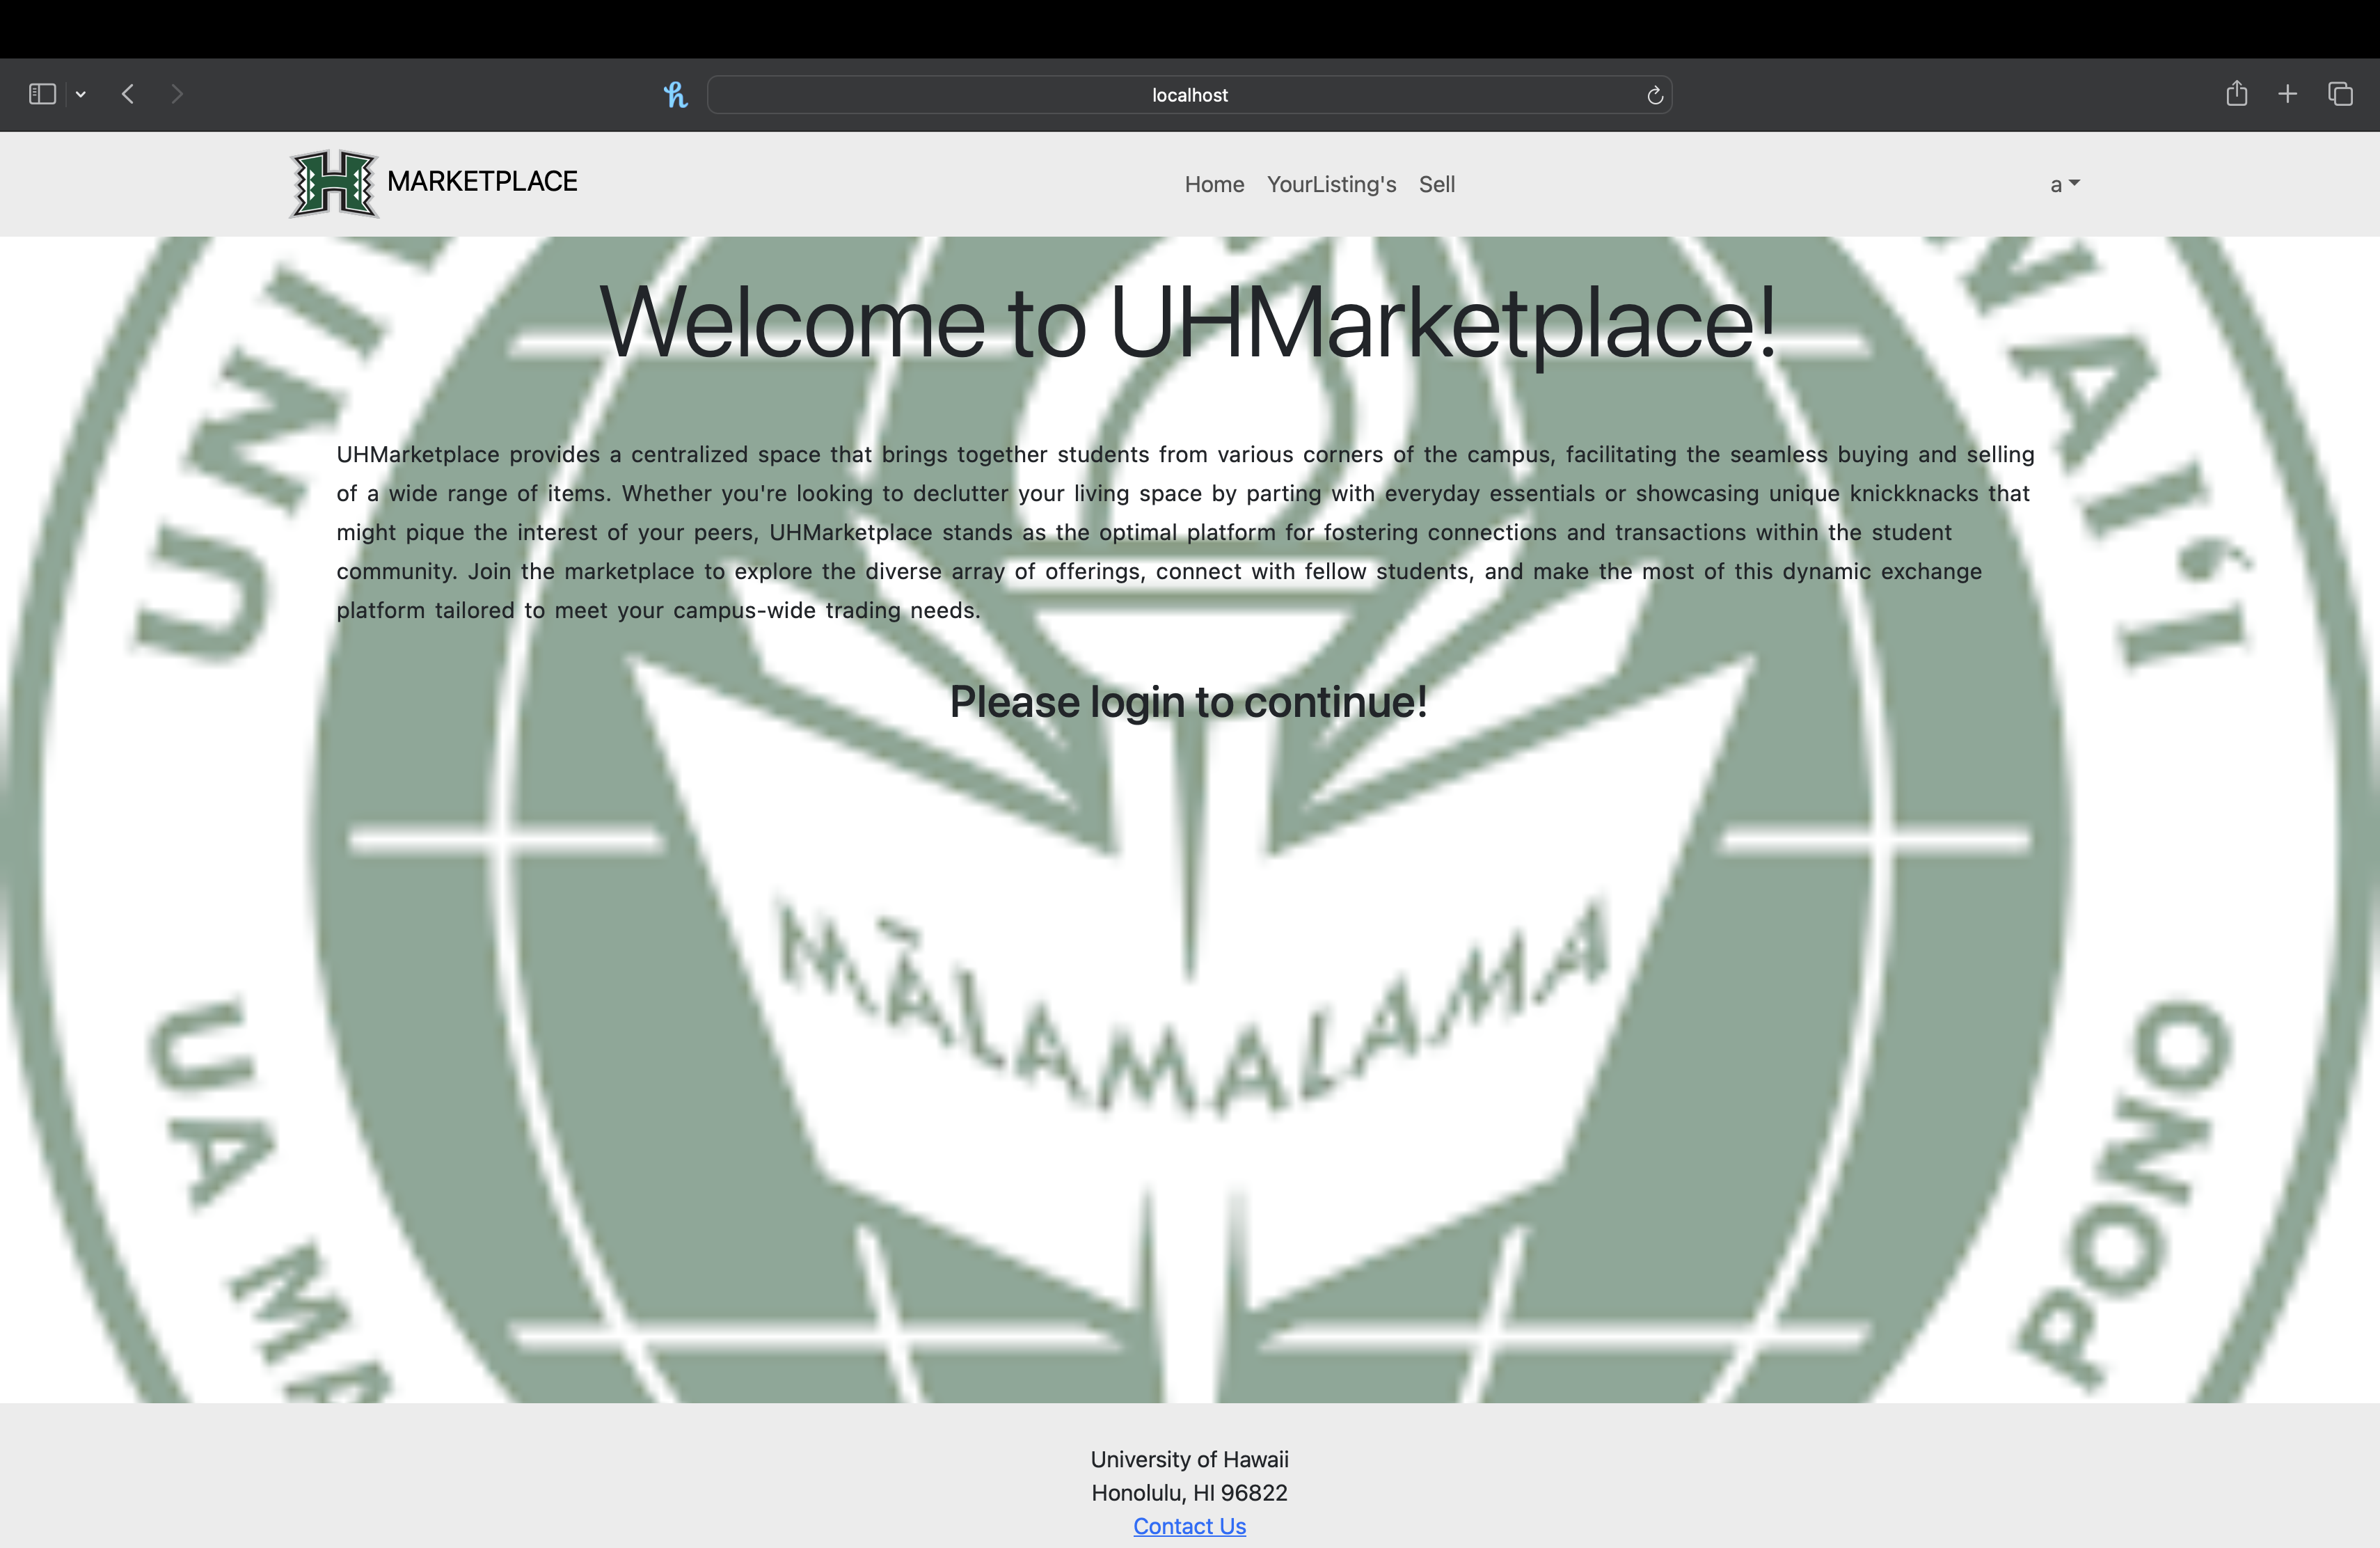 localhost
H MARKETPLACE
Home YourListing's Sell a
Welcome to UHMarketplace!
UHMarketplace provides a centralized space that brings together students from various corners of the campus, facilitating the seamless buying and selling
of a wide range of items. Whether you're looking to declutter your living space by parting with everyday essentials or showcasing unique knickknacks that
might pique the interest of your peers, UHMarketplace stands as the optimal platform for fostering connections and transactions within the student
community. Join the marketplace to explore the diverse array of offerings, connect with fellow students, and make the most of this dynamic exchange
platform tailored to meet your campus-wide trading needs.
Please login to continue!
UNI
WAIʻI
MĀLAMALAMA
UA MA
PONO
University of Hawaii
Honolulu, HI 96822
Contact Us